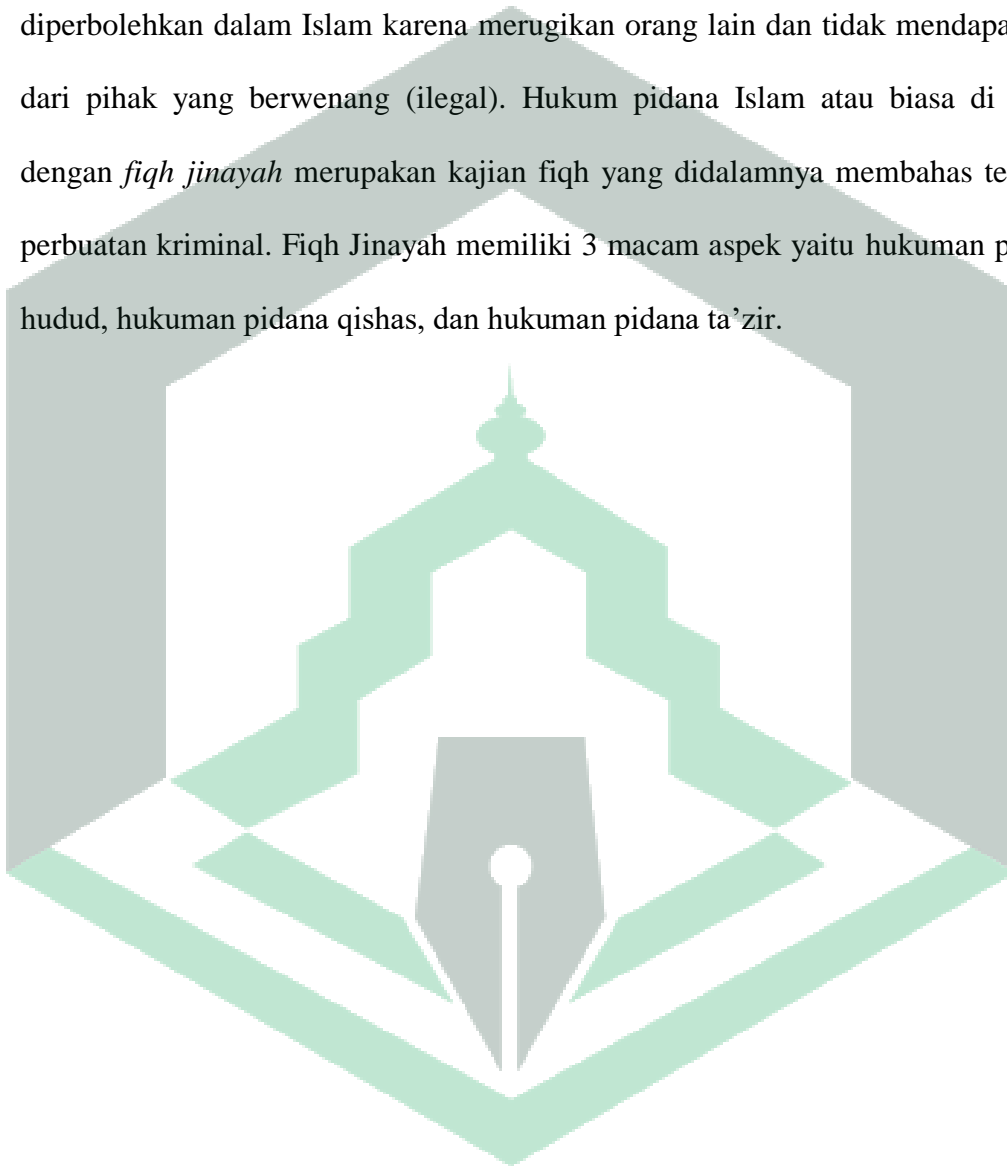 diperbolehkan dalam Islam karena merugikan orang lain dan tidak
dari pihak yang berwenang (ilegal). Hukum pidana Islam atau biasa di
dengan fiqh jinayah merupakan kajian fiqh yang didalamnya membahas
perbuatan kriminal. Fiqh Jinayah memiliki 3 macam aspek yaitu hukuman
hudud, hukuman pidana qishas, dan hukuman pidana ta’zir.